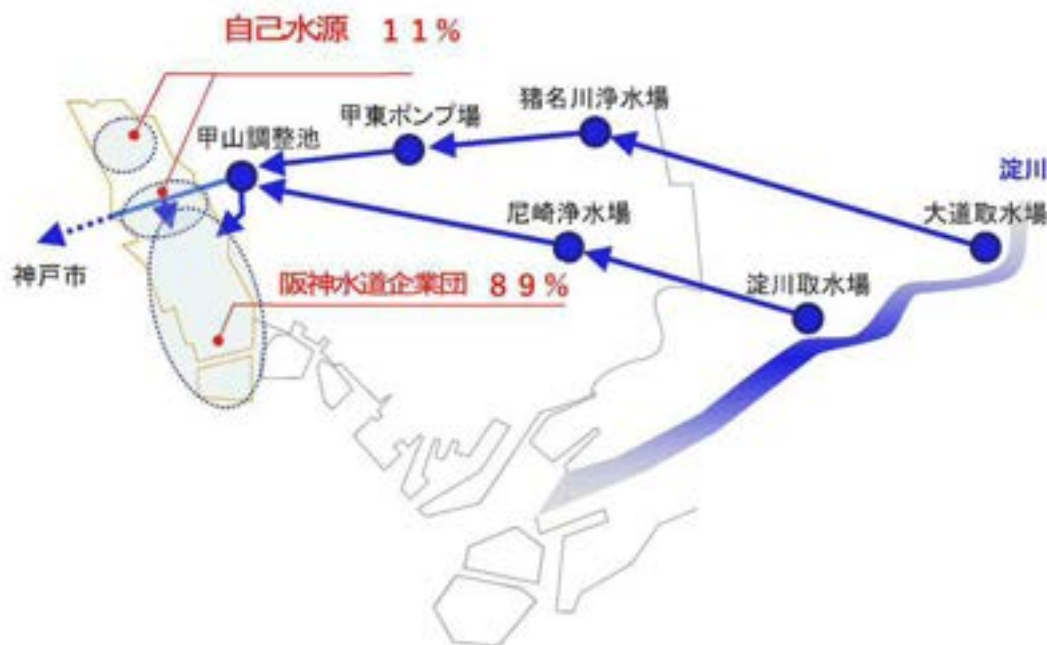 自己水源 11%
猪名川浄水場
甲東ポンプ場
甲山調整池
淀川
尼崎浄水場
大道取水場
神戸市
阪神水道企業団 89%
淀川取水場